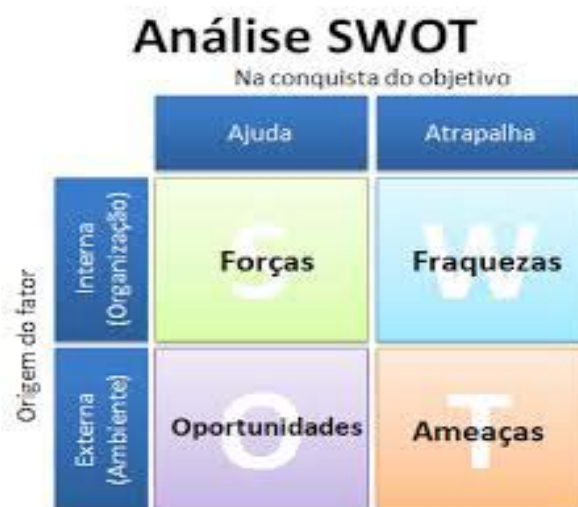 Análise SWOT
Na conquista do objetivo
Ajuda
Atrapalha
Origem do fator
Interna
(Organização)
S
Forças
W
Fraquezas
Externa
(Ambiente)
O
Oportunidades
T
Ameaças